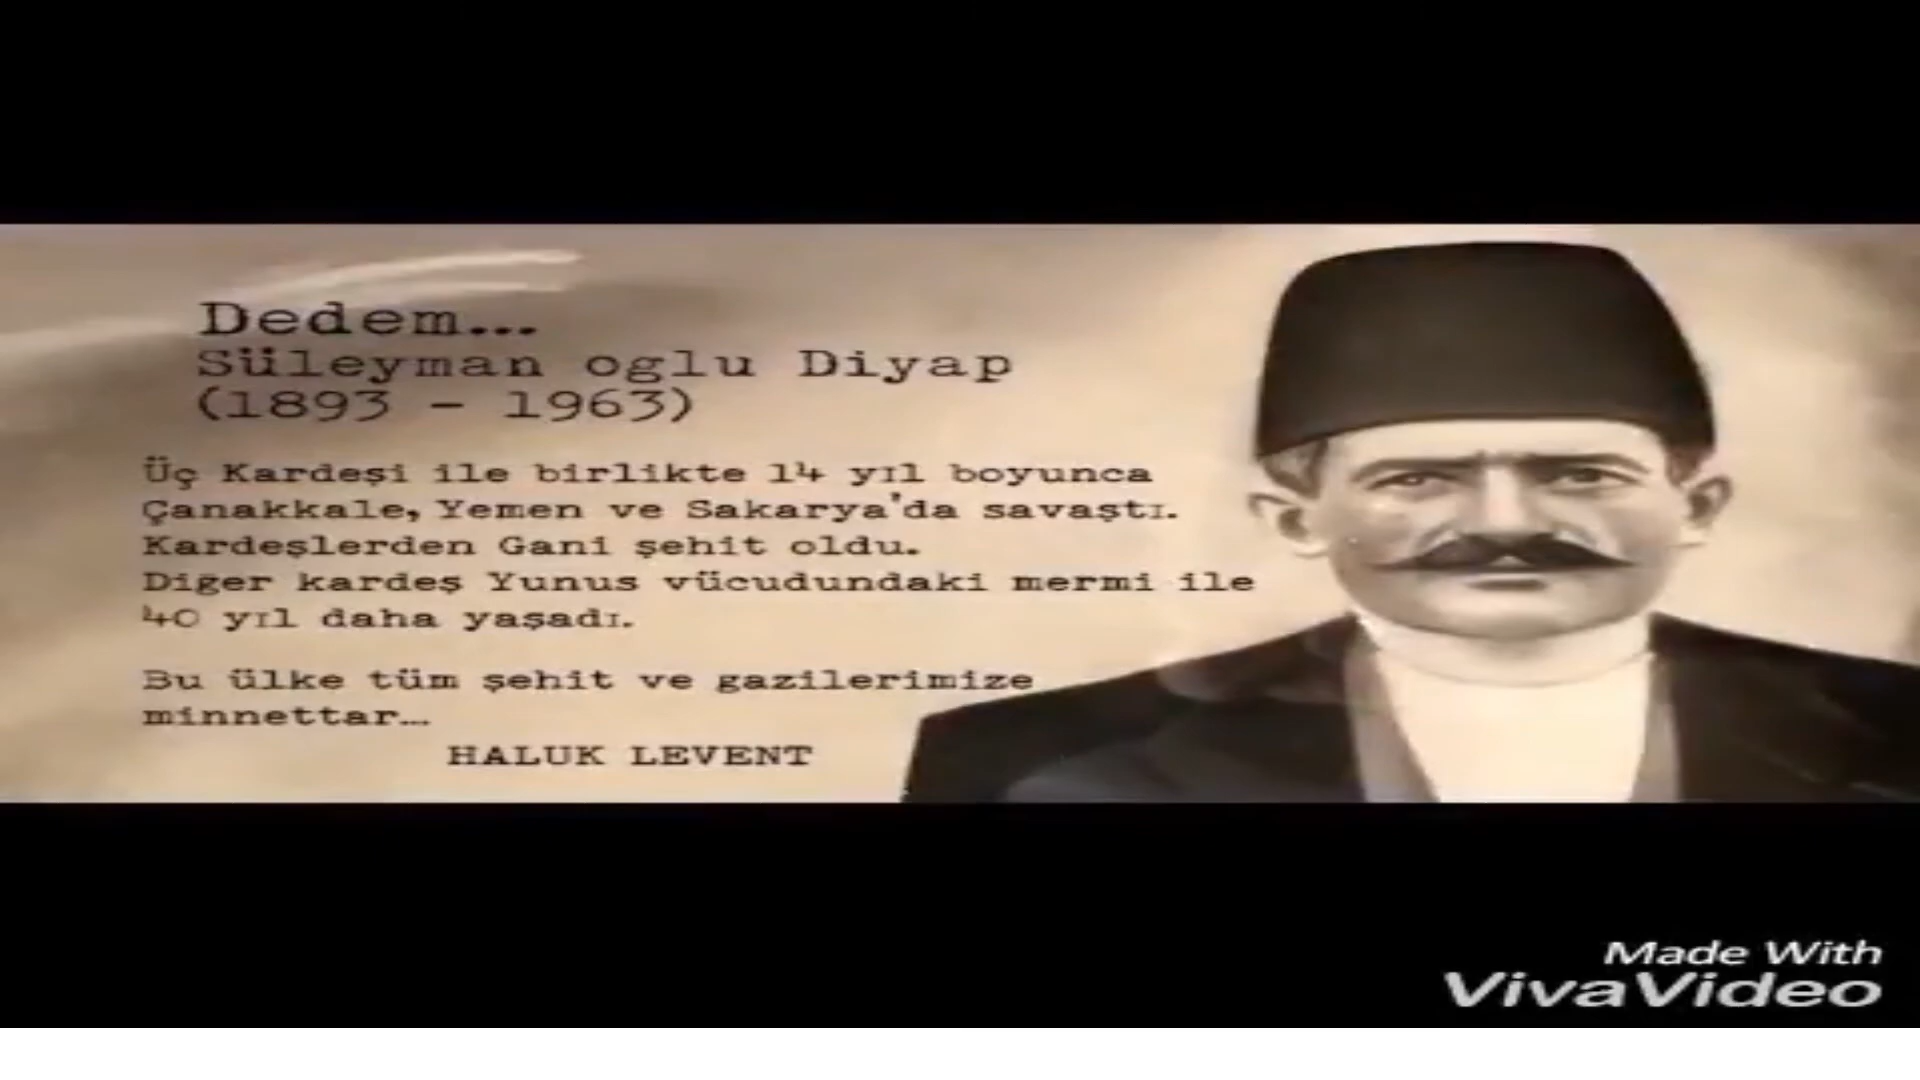 Dedem...
Süleyman oglu Diyap
(1893 - 1963)
Üç Kardeşi ile birlikte 14 yıl boyunca
Çanakkale, Yemen ve Sakarya'da savaştı.
Kardeşlerden Gani şehit oldu.
Diger kardeş Yunus vücudundaki mermi ile
40 yıl daha yaşadı.
Bu ülke tüm şehit ve gazilerimize
minnettar...
HALUK LEVENT
Made With
VivaVideo